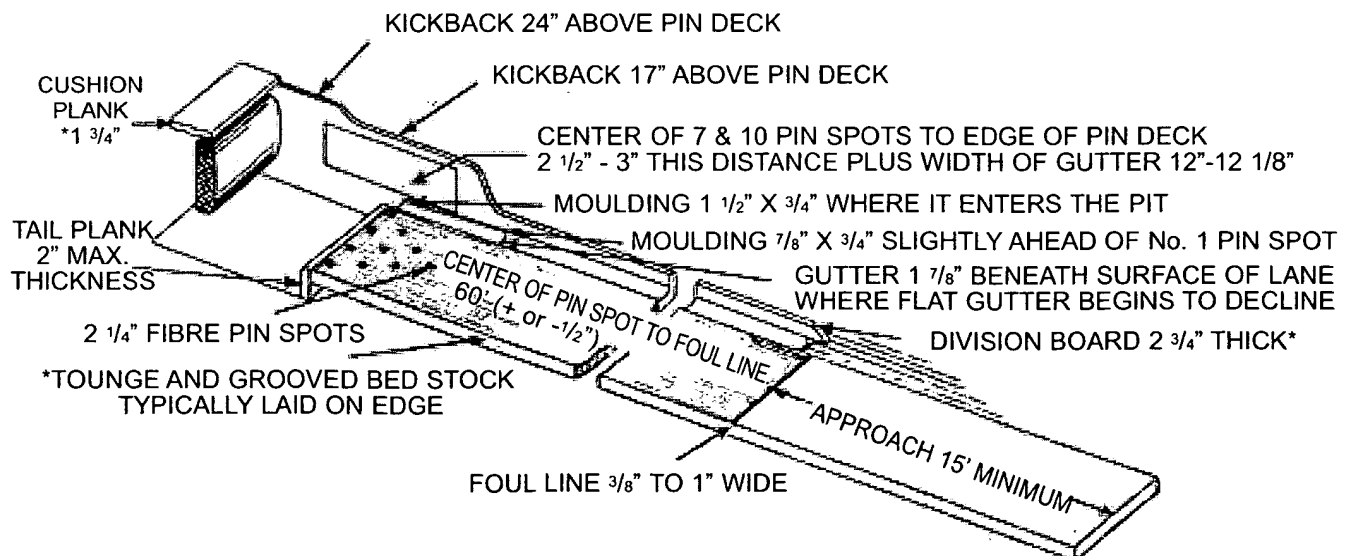 KICKBACK 24" ABOVE PIN DECK
KICKBACK 17" ABOVE PIN DECK
CUSHION
PLANK
*1 3/4"
CENTER OF 7 & 10 PIN SPOTS TO EDGE OF PIN DECK
2 1/2" - 3" THIS DISTANCE PLUS WIDTH OF GUTTER 12"-12 1/8"
MOULDING 1 1/2" X 3/4" WHERE IT ENTERS THE PIT
TAIL PLANK
2" MAX.
THICKNESS
MOULDING 7/8" X 3/4" SLIGHTLY AHEAD OF No. 1 PIN SPOT
GUTTER 1 7/8" BENEATH SURFACE OF LANE
WHERE FLAT GUTTER BEGINS TO DECLINE
CENTER OF PIN SPOT TO FOUL LINE
60'-(+ or -1/2")
2 1/4" FIBRE PIN SPOTS
DIVISION BOARD 2 3/4" THICK*
*TOUNGE AND GROOVED BED STOCK
TYPICALLY LAID ON EDGE
APPROACH 15' MINIMUM
FOUL LINE 3/8" TO 1" WIDE